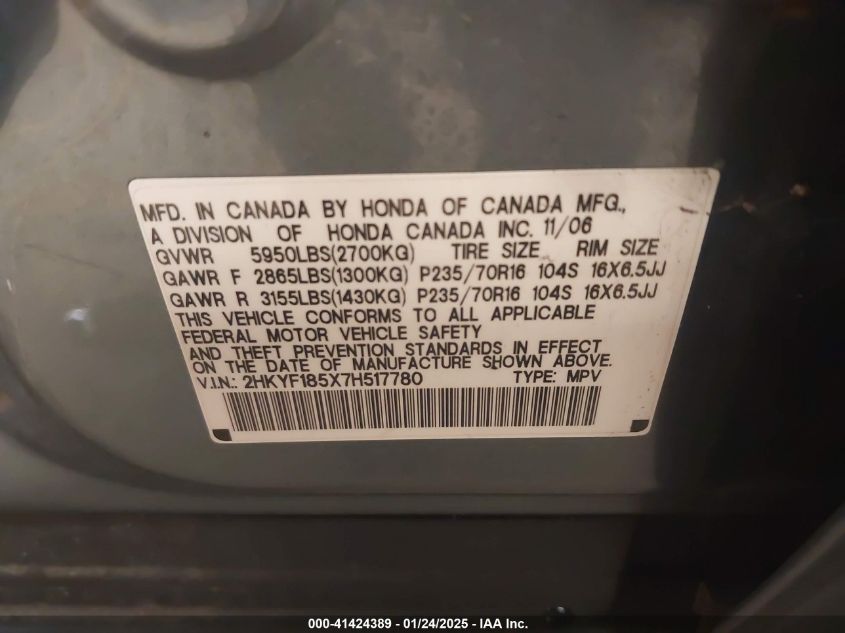 MFD. IN CANADA BY HONDA OF CANADA MFG.,
A DIVISION OF HONDA CANADA INC. 11/06
GVWR 5950LBS(2700KG) TIRE SIZE RIM SIZE
GAWR F 2865LBS(1300KG) P235/70R16 104S 16X6.5JJ
GAWR R 3155LBS(1430KG) P235/70R16 104S 16X6.5JJ
THIS VEHICLE CONFORMS TO ALL APPLICABLE
FEDERAL MOTOR VEHICLE SAFETY
AND THEFT PREVENTION STANDARDS IN EFFECT
ON THE DATE OF MANUFACTURE SHOWN ABOVE.
V.I.N.: 2HKYF185X7H517780 TYPE: MPV
000-41424389 - 01/24/2025 - IAA Inc.